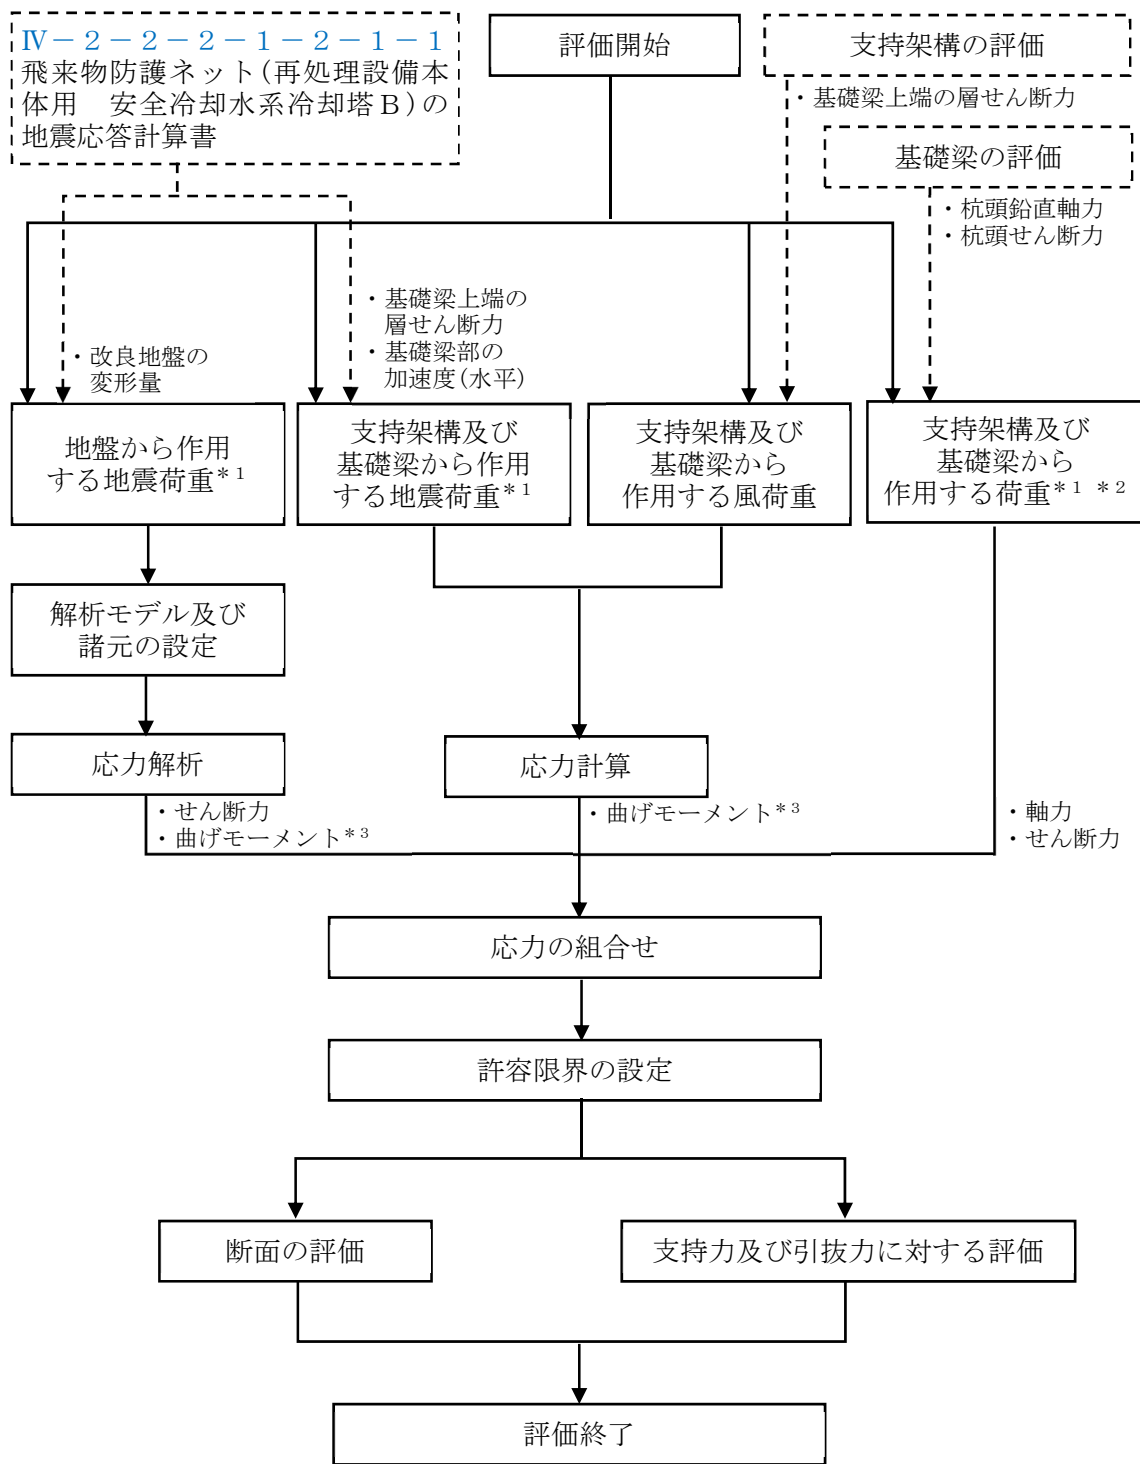 Ⅳ－２－２－２－１－２－１－１
飛来物防護ネット(再処理設備本
体用　安全冷却水系冷却塔Ｂ)の
地震応答計算書
評価開始
支持架構の評価
・基礎梁上端の層せん断力
基礎梁の評価
・杭頭鉛直軸力
・杭頭せん断力
・改良地盤の
変形量
・基礎梁上端の
層せん断力
・基礎梁部の
加速度(水平)
地盤から作用
する地震荷重*1
支持架構及び
基礎梁から作用
する地震荷重*1
支持架構及び
基礎梁から
作用する風荷重
支持架構及び
基礎梁から
作用する荷重*1 *2
解析モデル及び
諸元の設定
応力解析
・せん断力
・曲げモーメント*3
応力計算
・曲げモーメント*3
・軸力
・せん断力
応力の組合せ
許容限界の設定
断面の評価
支持力及び引抜力に対する評価
評価終了